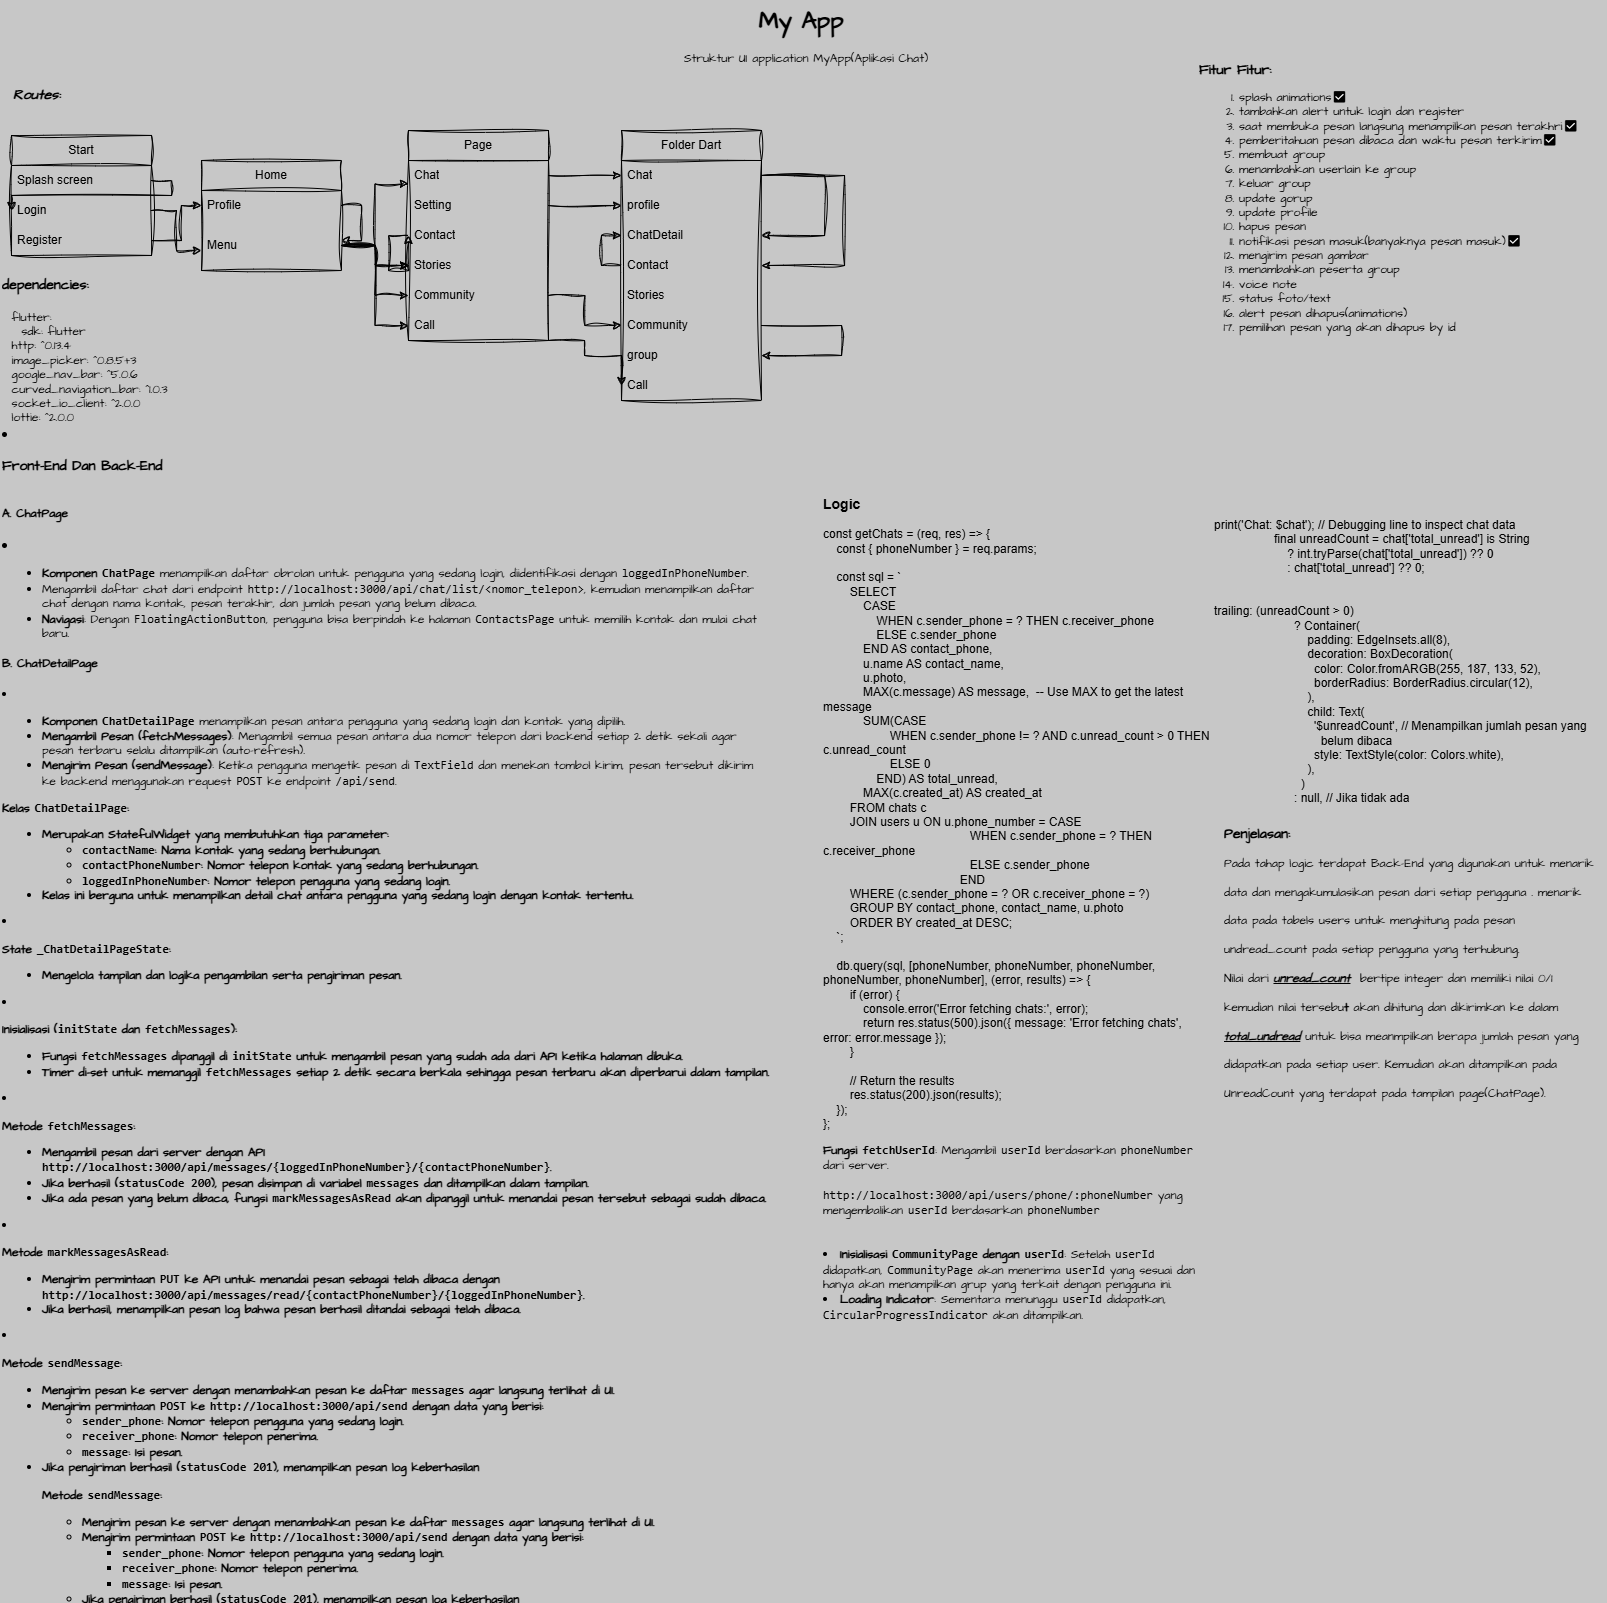 My App
Struktur UI application MyApp(Aplikasi Chat)
Routes:
Start
Splash screen
Login
Register
Home
Profile
Menu
Page
Chat
Setting
Contact
Stories
Community
Call
Folder Dart
Chat
profile
ChatDetail
Contact
Stories
Community
group
Call
Fitur Fitur:
1. splash animations ☑
2. tambahkan alert untuk login dan register
3. saat membuka pesan langsung menampilkan pesan terakhri ☑
4. pemberitahuan pesan dibaca dan waktu pesan terkirim ☑
5. membuat group
6. menambahkan userlain ke group
7. keluar group
8. update gorup
9. update profile
10. hapus pesan
11. notifikasi pesan masuk(banyaknya pesan masuk) ☑
12. mengirim pesan gambar
13. menambahkan peserta group
14. voice note
15. status foto/text
16. alert pesan dihapus(animations)
17. pemilihan pesan yang akan dihapus by id
dependencies:
flutter:
sdk: flutter
http: ^0.13.4
image_picker: ^0.8.5+3
google_nav_bar: ^5.0.6
curved_navigation_bar: ^1.0.3
socket_io_client: ^2.0.0
lottie: ^2.0.0
Front-End Dan Back-End
A. ChatPage
• Komponen ChatPage menampilkan daftar obrolan untuk pengguna yang sedang login, diidentifikasi dengan loggedInPhoneNumber.
• Mengambil daftar chat dari endpoint http://localhost:3000/api/chat/list/<nomor_telepon>, kemudian menampilkan daftar
chat dengan nama kontak, pesan terakhir, dan jumlah pesan yang belum dibaca.
• Navigasi: Dengan FloatingActionButton, pengguna bisa berpindah ke halaman ContactsPage untuk memilih kontak dan mulai chat
baru.
B. ChatDetailPage
• Komponen ChatDetailPage menampilkan pesan antara pengguna yang sedang login dan kontak yang dipilih.
• Mengambil Pesan (fetchMessages): Mengambil semua pesan antara dua nomor telepon dari backend setiap 2 detik sekali agar
pesan terbaru selalu ditampilkan (auto-refresh).
• Mengirim Pesan (sendMessage): Ketika pengguna mengetik pesan di TextField dan menekan tombol kirim, pesan tersebut dikirim
ke backend menggunakan request POST ke endpoint /api/send.
Kelas ChatDetailPage:
• Merupakan StatefulWidget yang membutuhkan tiga parameter:
◦ contactName: Nama kontak yang sedang berhubungan.
◦ contactPhoneNumber: Nomor telepon kontak yang sedang berhubungan.
◦ loggedInPhoneNumber: Nomor telepon pengguna yang sedang login.
• Kelas ini berguna untuk menampilkan detail chat antara pengguna yang sedang login dengan kontak tertentu.
State _ChatDetailPageState:
• Mengelola tampilan dan logika pengambilan serta pengiriman pesan.
Inisialisasi (initState dan fetchMessages):
• Fungsi fetchMessages dipanggil di initState untuk mengambil pesan yang sudah ada dari API ketika halaman dibuka.
• Timer di-set untuk memanggil fetchMessages setiap 2 detik secara berkala sehingga pesan terbaru akan diperbarui dalam tampilan.
Metode fetchMessages:
• Mengambil pesan dari server dengan API
http://localhost:3000/api/messages/{loggedInPhoneNumber}/{contactPhoneNumber}.
• Jika berhasil (statusCode 200), pesan disimpan di variabel messages dan ditampilkan dalam tampilan.
• Jika ada pesan yang belum dibaca, fungsi markMessagesAsRead akan dipanggil untuk menandai pesan tersebut sebagai sudah dibaca.
Metode markMessagesAsRead:
• Mengirim permintaan PUT ke API untuk menandai pesan sebagai telah dibaca dengan
http://localhost:3000/api/messages/read/{contactPhoneNumber}/{loggedInPhoneNumber}.
• Jika berhasil, menampilkan pesan log bahwa pesan berhasil ditandai sebagai telah dibaca.
Metode sendMessage:
• Mengirim pesan ke server dengan menambahkan pesan ke daftar messages agar langsung terlihat di UI.
• Mengirim permintaan POST ke http://localhost:3000/api/send dengan data yang berisi:
◦ sender_phone: Nomor telepon pengguna yang sedang login.
◦ receiver_phone: Nomor telepon penerima.
◦ message: Isi pesan.
• Jika pengiriman berhasil (statusCode 201), menampilkan pesan log keberhasilan
Metode sendMessage:
◦ Mengirim pesan ke server dengan menambahkan pesan ke daftar messages agar langsung terlihat di UI.
◦ Mengirim permintaan POST ke http://localhost:3000/api/send dengan data yang berisi:
▪ sender_phone: Nomor telepon pengguna yang sedang login.
▪ receiver_phone: Nomor telepon penerima.
▪ message: Isi pesan.
◦ Jika pengiriman berhasil (statusCode 201), menampilkan pesan log keberhasilan
Logic
const getChats = (req, res) => {
const { phoneNumber } = req.params;
const sql = `
SELECT
CASE
WHEN c.sender_phone = ? THEN c.receiver_phone
ELSE c.sender_phone
END AS contact_phone,
u.name AS contact_name,
u.photo,
MAX(c.message) AS message,  -- Use MAX to get the latest
message
SUM(CASE
WHEN c.sender_phone != ? AND c.unread_count > 0 THEN
c.unread_count
ELSE 0
END) AS total_unread,
MAX(c.created_at) AS created_at
FROM chats c
JOIN users u ON u.phone_number = CASE
WHEN c.sender_phone = ? THEN
c.receiver_phone
ELSE c.sender_phone
END
WHERE (c.sender_phone = ? OR c.receiver_phone = ?)
GROUP BY contact_phone, contact_name, u.photo
ORDER BY created_at DESC;
`;
db.query(sql, [phoneNumber, phoneNumber, phoneNumber,
phoneNumber, phoneNumber], (error, results) => {
if (error) {
console.error('Error fetching chats:', error);
return res.status(500).json({ message: 'Error fetching chats',
error: error.message });
}
// Return the results
res.status(200).json(results);
});
};
Fungsi fetchUserId: Mengambil userId berdasarkan phoneNumber
dari server.
http://localhost:3000/api/users/phone/:phoneNumber yang
mengembalikan userId berdasarkan phoneNumber
• Inisialisasi CommunityPage dengan userId: Setelah userId
didapatkan, CommunityPage akan menerima userId yang sesuai dan
hanya akan menampilkan grup yang terkait dengan pengguna ini.
• Loading Indicator: Sementara menunggu userId didapatkan,
CircularProgressIndicator akan ditampilkan.
print('Chat: $chat'); // Debugging line to inspect chat data
final unreadCount = chat['total_unread'] is String
? int.tryParse(chat['total_unread']) ?? 0
: chat['total_unread'] ?? 0;
trailing: (unreadCount > 0)
? Container(
padding: EdgeInsets.all(8),
decoration: BoxDecoration(
color: Color.fromARGB(255, 187, 133, 52),
borderRadius: BorderRadius.circular(12),
),
child: Text(
'$unreadCount', // Menampilkan jumlah pesan yang
belum dibaca
style: TextStyle(color: Colors.white),
),
)
: null, // Jika tidak ada
Penjelasan:
Pada tahap logic terdapat Back-End yang digunakan untuk menarik
data dan mengakumulasikan pesan dari setiap pengguna . menarik
data pada tabels users untuk menghitung pada pesan
undread_count pada setiap pengguna yang terhubung.
Nilai dari unread_count bertipe integer dan memiliki nilai 0/1
kemudian nilai tersebut akan dihitung dan dikirimkan ke dalam
total_undread untuk bisa meanmpilkan berapa jumlah pesan yang
didapatkan pada setiap user. Kemudian akan ditampilkan pada
UnreadCount yang terdapat pada tampilan page(ChatPage).